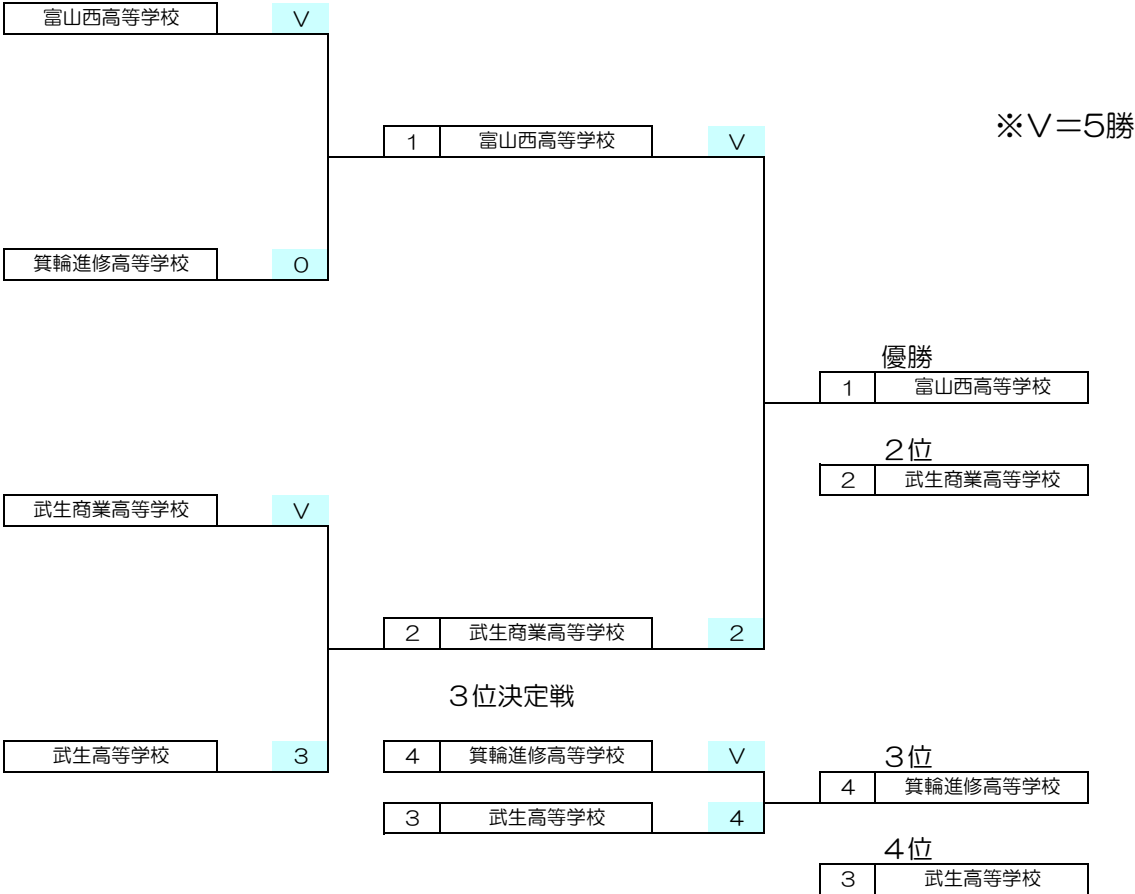 富山西高等学校 V
※V＝5勝
1 富山西高等学校 V
箕輪進修高等学校 0
優勝
1 富山西高等学校
2位
2 武生商業高等学校
武生商業高等学校 V
2 武生商業高等学校 2
3位決定戦
武生高等学校 3
4 箕輪進修高等学校 V
3位
4 箕輪進修高等学校
3 武生高等学校 4
4位
3 武生高等学校